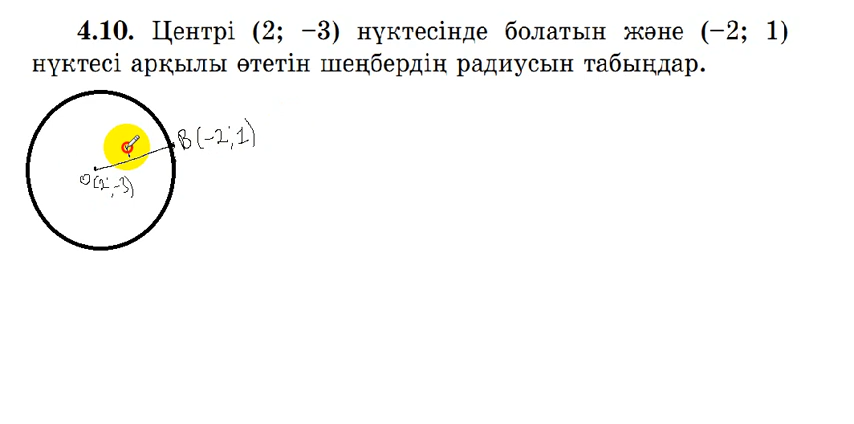 4.10. Центрі (2; −3) нүктесінде болатын және (−2; 1)
нүктесі арқылы өтетін шеңбердің радиусын табыңдар.
B(−2; 1)
O(2; −3)